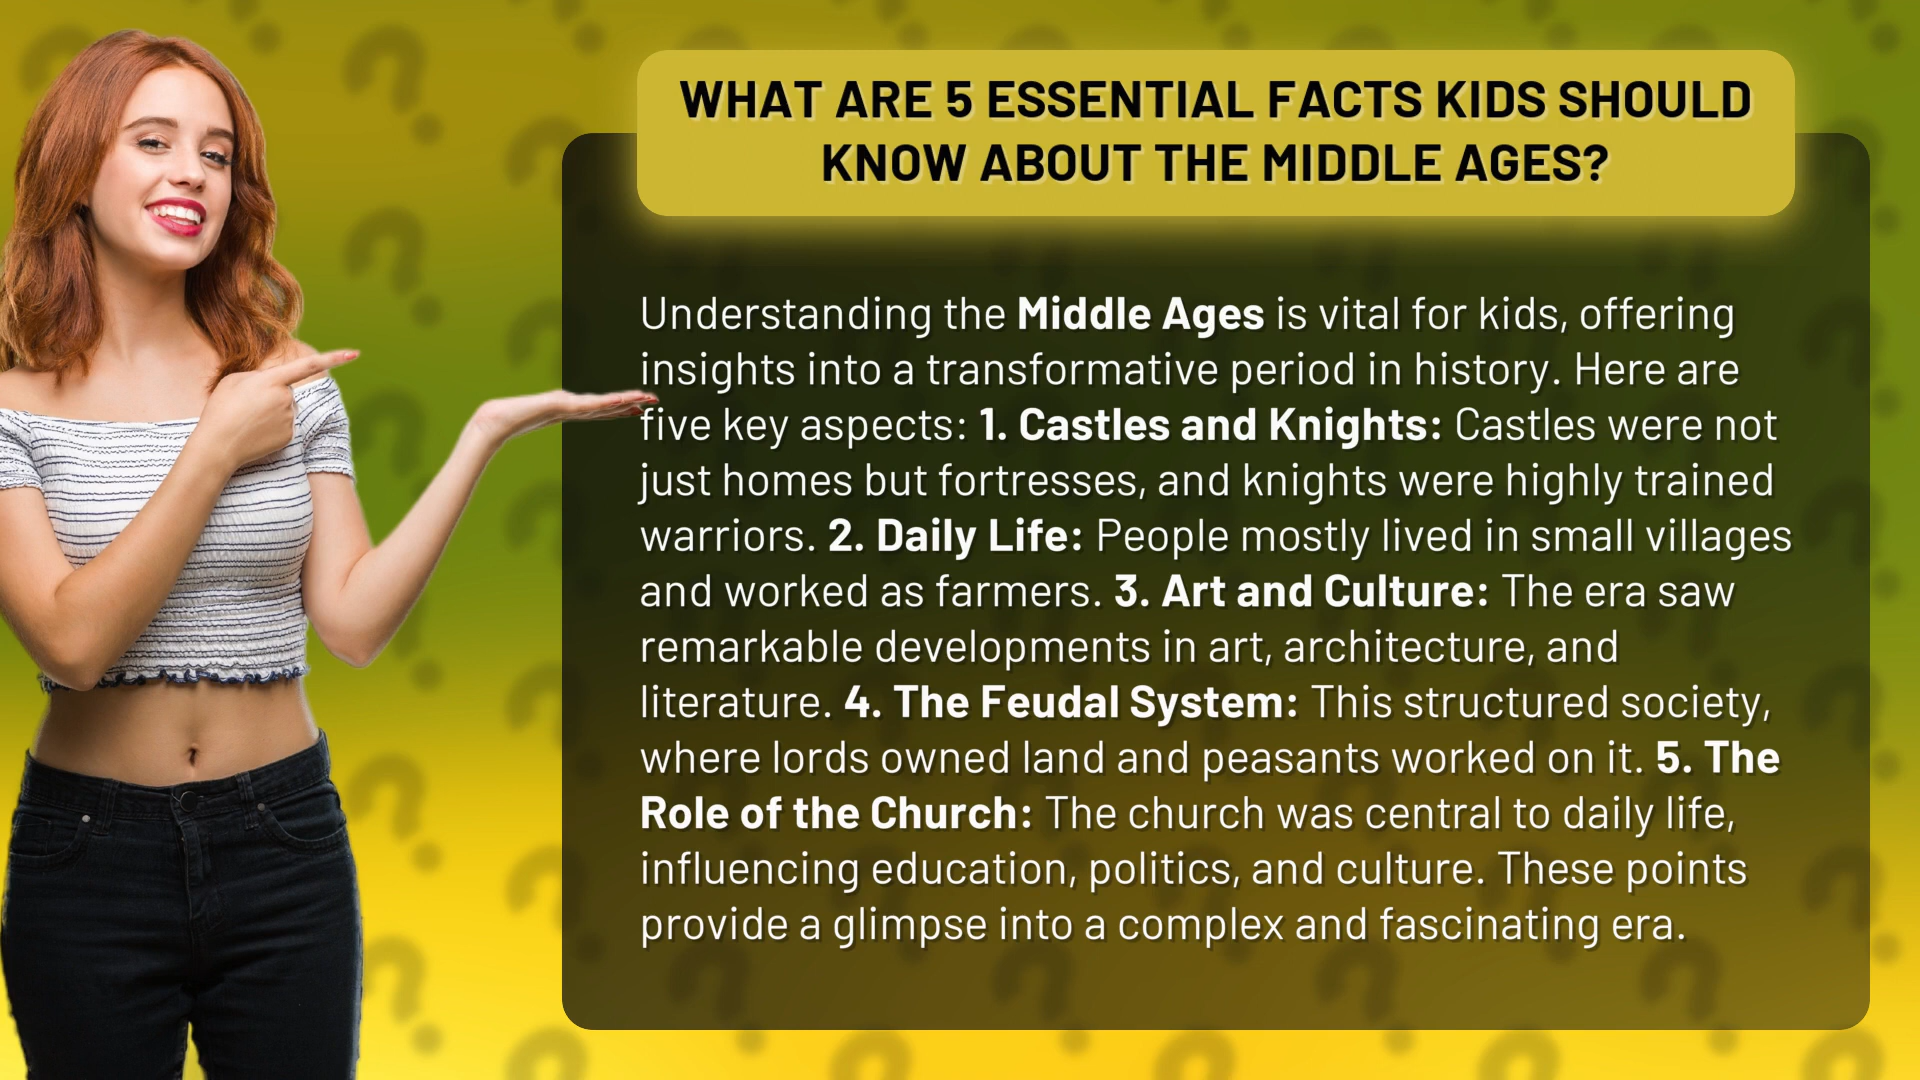 WHAT ARE 5 ESSENTIAL FACTS KIDS SHOULD
KNOW ABOUT THE MIDDLE AGES?
Understanding the Middle Ages is vital for kids, offering
insights into a transformative period in history. Here are
five key aspects: 1. Castles and Knights: Castles were not
just homes but fortresses, and knights were highly trained
warriors. 2. Daily Life: People mostly lived in small villages
and worked as farmers. 3. Art and Culture: The era saw
remarkable developments in art, architecture, and
literature. 4. The Feudal System: This structured society,
where lords owned land and peasants worked on it. 5. The
Role of the Church: The church was central to daily life,
influencing education, politics, and culture. These points
provide a glimpse into a complex and fascinating era.